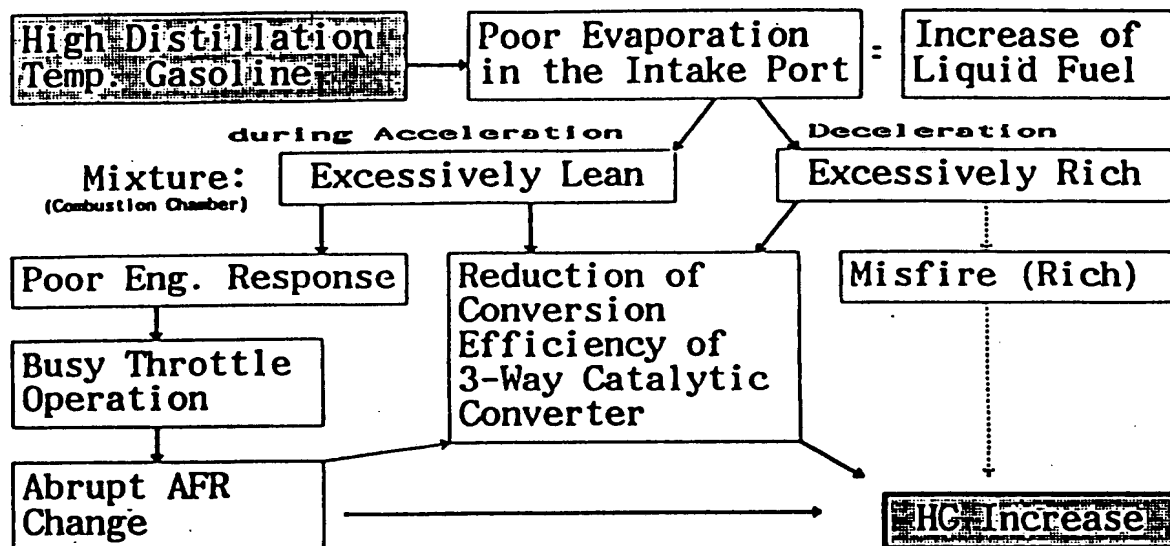 High Distillation
Temp. Gasoline
Poor Evaporation
in the Intake Port
=
Increase of
Liquid Fuel
during Acceleration
Deceleration
Mixture:
(Combustion Chamber)
Excessively Lean
Excessively Rich
Poor Eng. Response
Reduction of
Conversion
Efficiency of
3-Way Catalytic
Converter
Misfire (Rich)
Busy Throttle
Operation
Abrupt AFR
Change
HC Increase